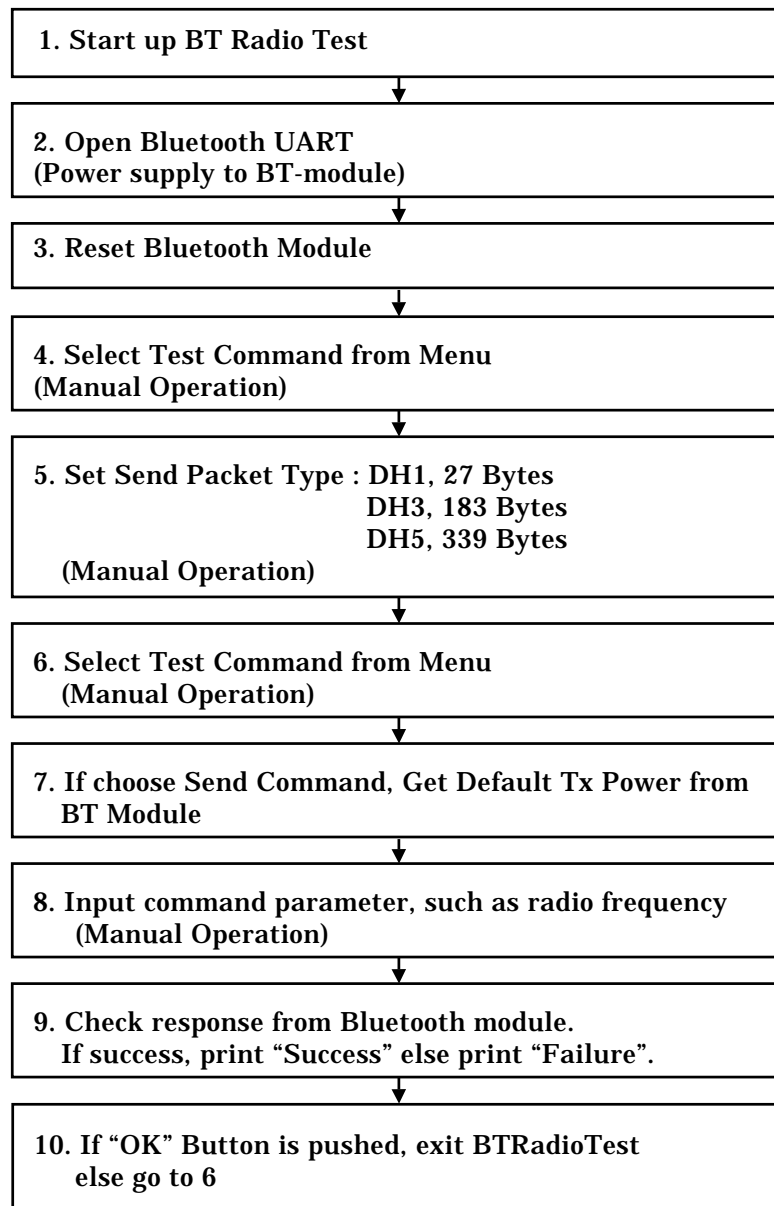 1. Start up BT Radio Test
2. Open Bluetooth UART
(Power supply to BT-module)
3. Reset Bluetooth Module
4. Select Test Command from Menu
(Manual Operation)
5. Set Send Packet Type : DH1, 27 Bytes
DH3, 183 Bytes
DH5, 339 Bytes
(Manual Operation)
6. Select Test Command from Menu
(Manual Operation)
7. If choose Send Command, Get Default Tx Power from
BT Module
8. Input command parameter, such as radio frequency
(Manual Operation)
9. Check response from Bluetooth module.
If success, print “Success” else print “Failure”.
10. If “OK” Button is pushed, exit BTRadioTest
else go to 6